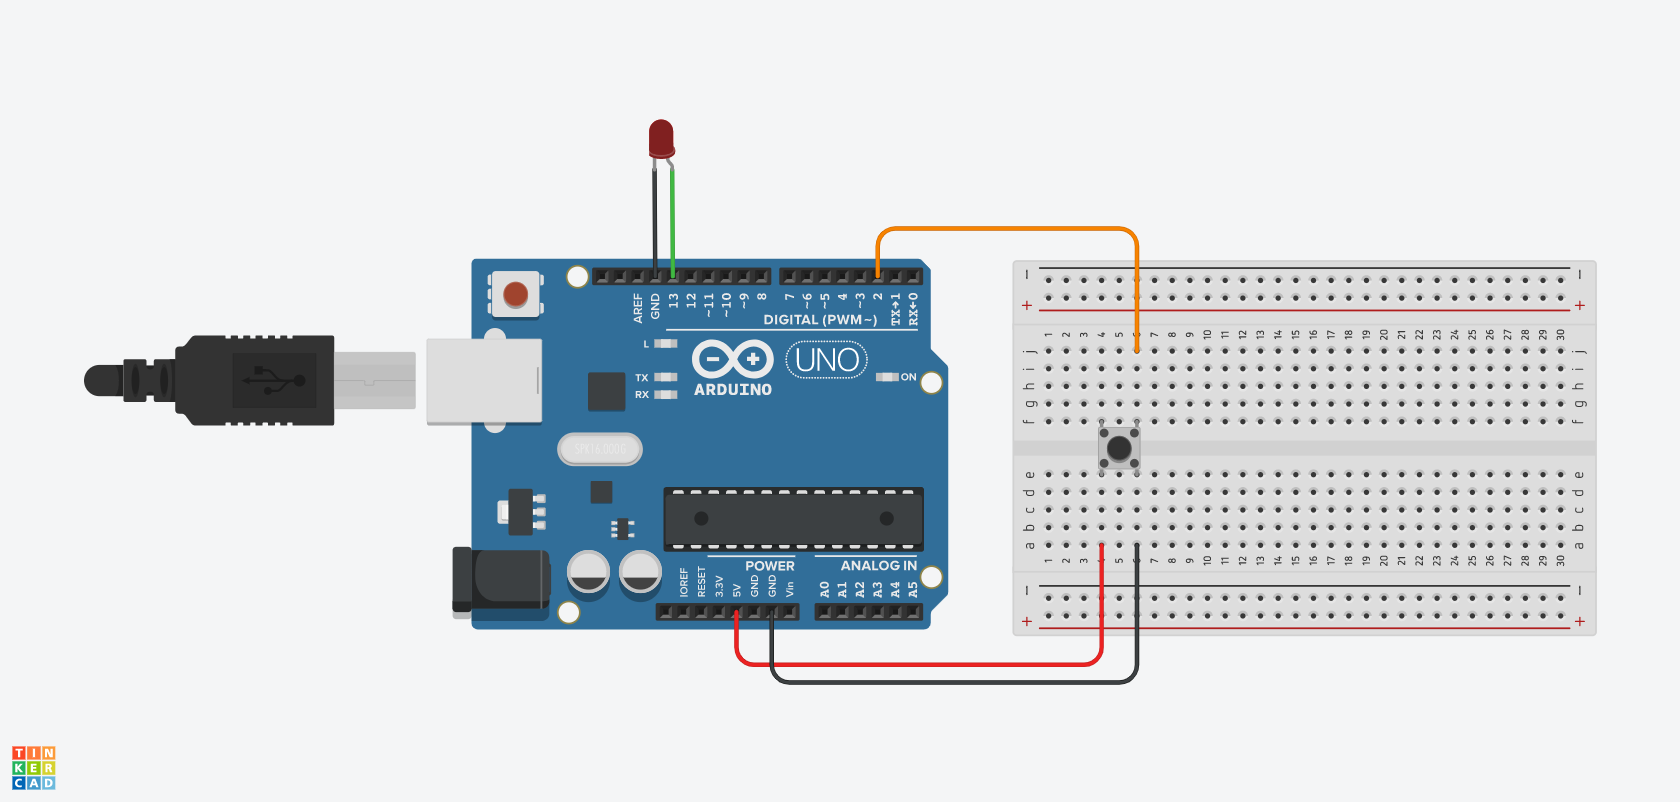 AREF
GND
13
12
~11
~10
~9
8
7
~6
~5
4
~3
2
TX→1
RX←0
DIGITAL (PWM~)
L
TX
RX
ARDUINO
UNO
ON
SPK16.000G
IOREF
RESET
3.3V
5V
GND
GND
Vin
POWER
ANALOG IN
A0
A1
A2
A3
A4
A5
− −
+ +
1 2 3 4 5 6 7 8 9 10 11 12 13 14 15 16 17 18 19 20 21 22 23 24 25 26 27 28 29 30
j j
i i
h h
g g
f f
e e
d d
c c
b b
a a
1 2 3 4 5 6 7 8 9 10 11 12 13 14 15 16 17 18 19 20 21 22 23 24 25 26 27 28 29 30
− −
+ +
TIN
KER
CAD